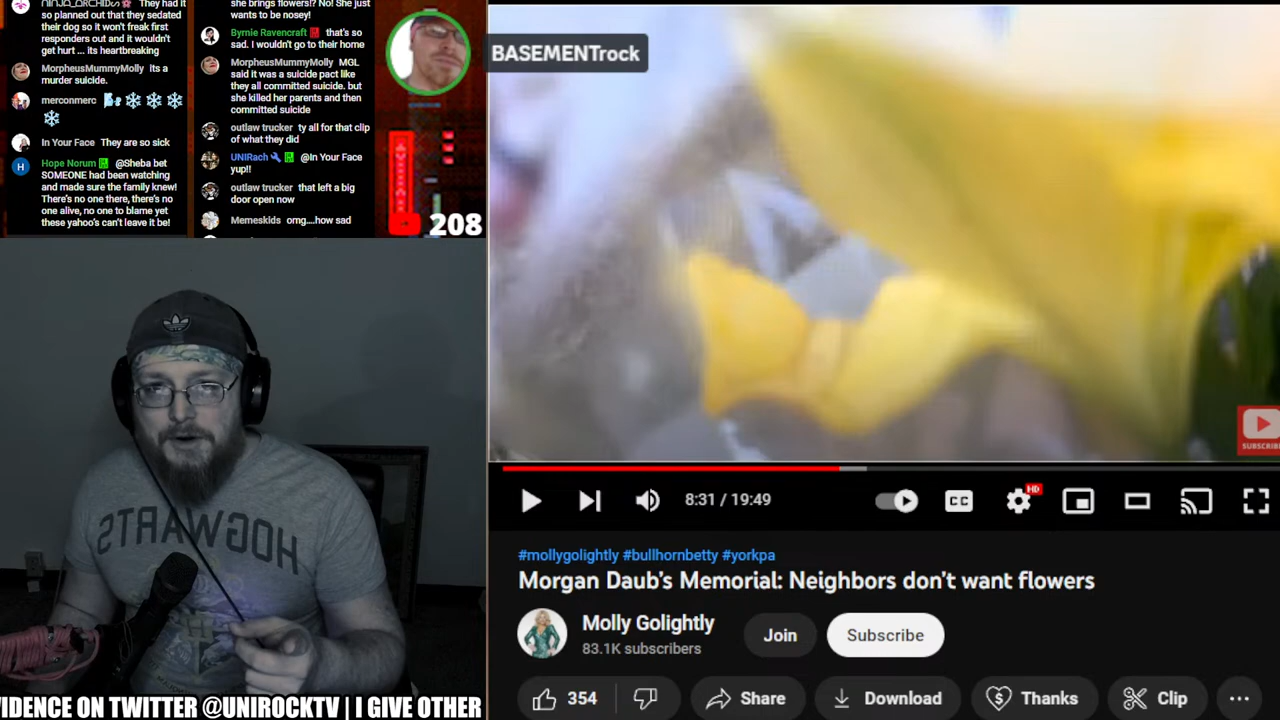 NINJA_ORCHIDS They had it
so planned out that they sedated
their dog so it won't freak first
responders out and it wouldn't
get hurt ... its heartbreaking
MorpheusMummyMolly its a
murder suicide.
merconmerc
In Your Face They are so sick
Hope Norum @Sheba bet
SOMEONE had been watching
and made sure the family knew!
There's no one there, there's no
one alive, no one to blame yet
these yahoo's can't leave it be!
H
she brings flowers!? No! She just
wants to be nosey!
Byrnie Ravencraft that's so
sad. I wouldn't go to their home
MorpheusMummyMolly MGL
said it was a suicide pact like
they all committed suicide. but
she killed her parents and then
committed suicide
outlaw trucker ty all for that clip
of what they did
UNIRach @In Your Face
yup!!
outlaw trucker that left a big
door open now
Memeskids omg....how sad
208
BASEMENTrock
SUBSCRIBE
HOGWARTS
8:31 / 19:49
CC
HD
#mollygolightly #bullhornbetty #yorkpa
Morgan Daub's Memorial: Neighbors don't want flowers
Molly Golightly
83.1K subscribers
Join
Subscribe
354
Share
Download
Thanks
Clip
VIDENCE ON TWITTER @UNIROCKTV | I GIVE OTHER